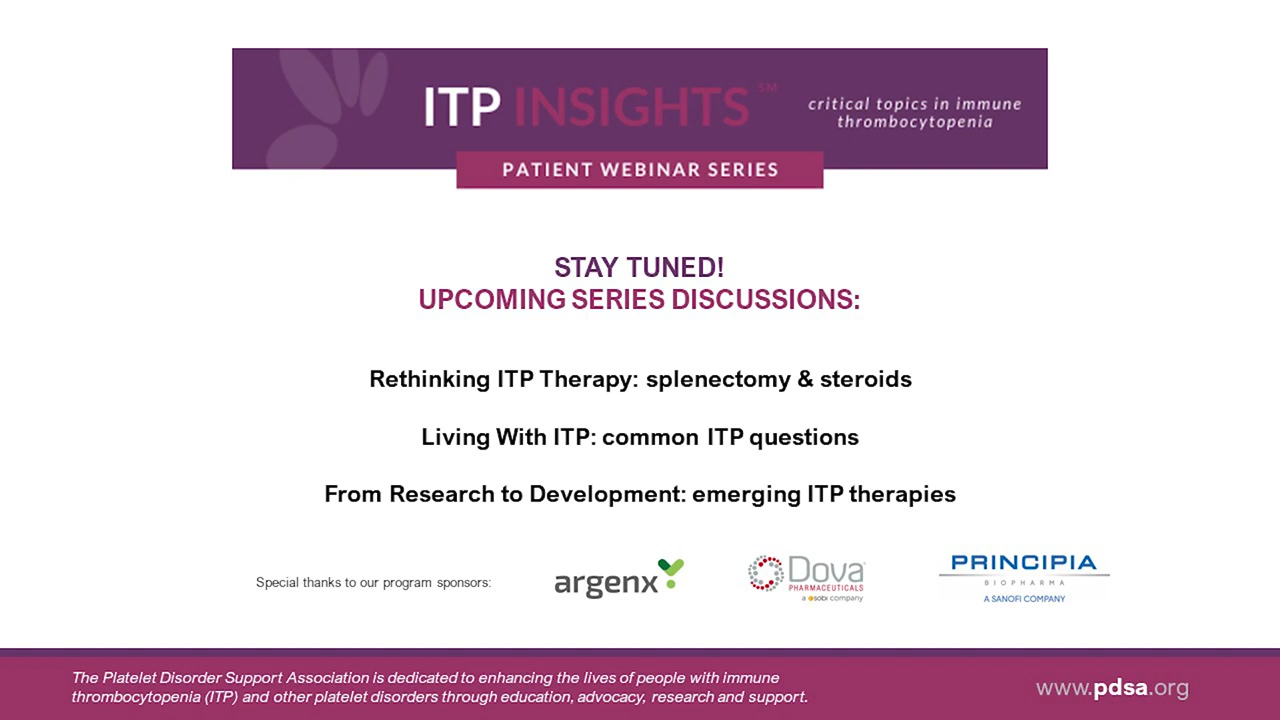 ITP INSIGHTS SM
critical topics in immune
thrombocytopenia
PATIENT WEBINAR SERIES
STAY TUNED!
UPCOMING SERIES DISCUSSIONS:
Rethinking ITP Therapy: splenectomy & steroids
Living With ITP: common ITP questions
From Research to Development: emerging ITP therapies
Special thanks to our program sponsors:
argenx
Dova
PHARMACEUTICALS
a sobi company
PRINCIPIA
BIOPHARMA
A SANOFI COMPANY
The Platelet Disorder Support Association is dedicated to enhancing the lives of people with immune
thrombocytopenia (ITP) and other platelet disorders through education, advocacy, research and support.
www.pdsa.org